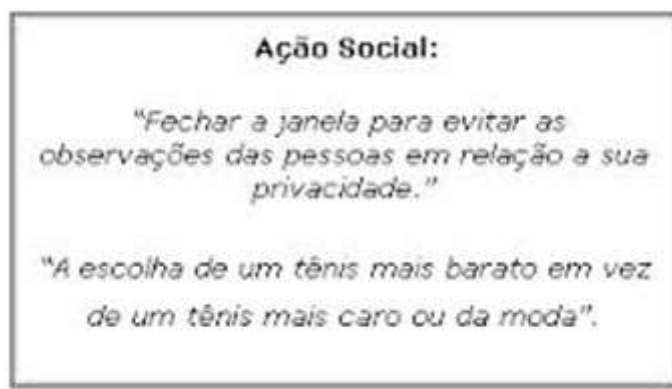 Ação Social:
"Fechar a janela para evitar as
observações das pessoas em relação a sua
privacidade."
"A escolha de um tênis mais barato em vez
de um tênis mais caro ou da moda".